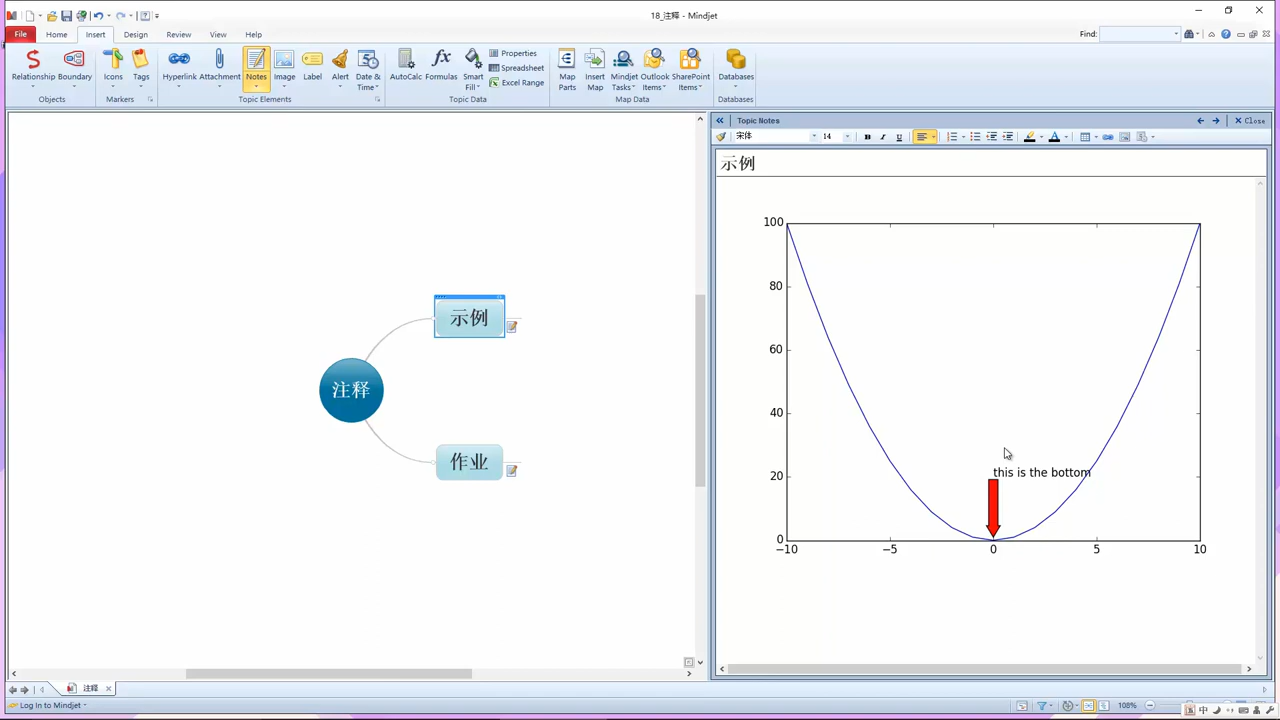 18_注释 - Mindjet
File Home Insert Design Review View Help
Find:
Relationship Boundary Icons Tags Hyperlink Attachment Notes Image Label Alert Date & Time AutoCalc Formulas Smart Fill Properties Spreadsheet Excel Range Map Parts Insert Map Mindjet Tasks Outlook Items SharePoint Items Databases
Objects Markers Topic Elements Topic Data Map Data Databases
Topic Notes Close
宋体 14 B I U A
示例
示例
注释
作业
100
80
60
40
this is the bottom
20
0
−10 −5 0 5 10
注释
Log In to Mindjet 108% 中